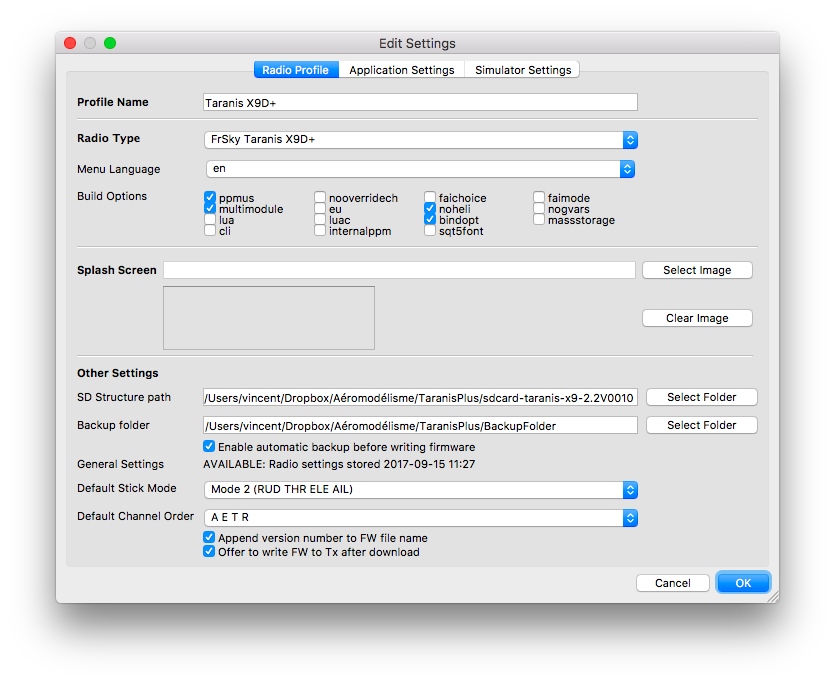 Edit Settings
Radio Profile Application Settings Simulator Settings
Profile Name Taranis X9D+
Radio Type FrSky Taranis X9D+
Menu Language en
Build Options ppmus nooverridech faichoice faimode
multimodule eu noheli nogvars
lua luac bindopt massstorage
cli internalppm sqt5font
Splash Screen Select Image
Clear Image
Other Settings
SD Structure path /Users/vincent/Dropbox/Aéromodélisme/TaranisPlus/sdcard-taranis-x9-2.2V0010 Select Folder
Backup folder /Users/vincent/Dropbox/Aéromodélisme/TaranisPlus/BackupFolder Select Folder
Enable automatic backup before writing firmware
General Settings AVAILABLE: Radio settings stored 2017-09-15 11:27
Default Stick Mode Mode 2 (RUD THR ELE AIL)
Default Channel Order A E T R
Append version number to FW file name
Offer to write FW to Tx after download
Cancel OK